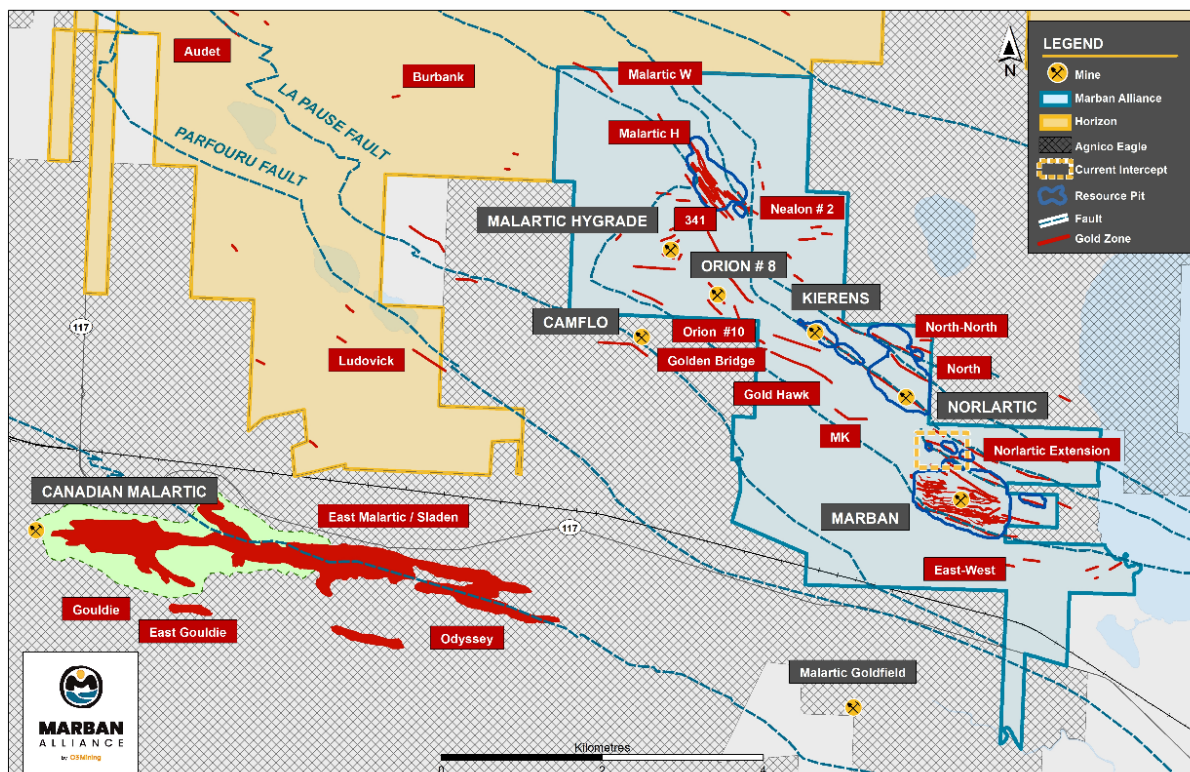 Audet
Burbank
Malartic W
LA PAUSE FAULT
PARFOURU FAULT
Malartic H
MALARTIC HYGRADE
341
Nealon # 2
ORION # 8
KIERENS
CAMFLO
Orion #10
Golden Bridge
North-North
North
Ludovick
Gold Hawk
NORLARTIC
MK
Norlartic Extension
117
CANADIAN MALARTIC
East Malartic / Sladen
117
MARBAN
East-West
Gouldie
East Gouldie
Odyssey
Malartic Goldfield
N
LEGEND
Mine
Marban Alliance
Horizon
Agnico Eagle
Current Intercept
Resource Pit
Fault
Gold Zone
MARBAN
ALLIANCE
by O3Mining
Kilometres
0 2 4